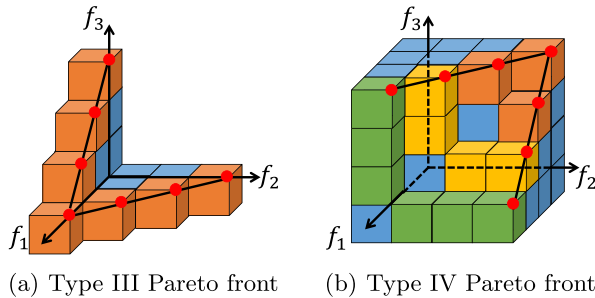 f3
f2
f1
(a) Type III Pareto front
f3
f2
f1
(b) Type IV Pareto front